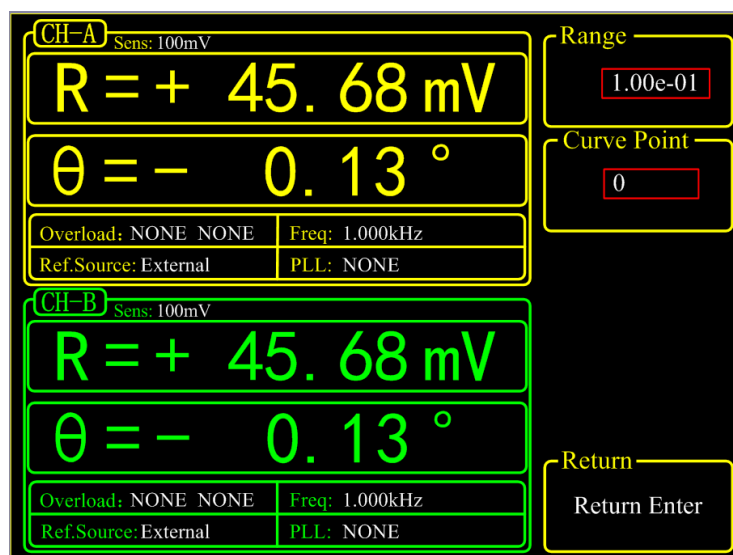 CH-A Sens: 100mV
R = + 45.68 mV
θ = - 0.13 °
Overload: NONE NONE Freq: 1.000kHz
Ref.Source: External PLL: NONE
CH-B Sens: 100mV
R = + 45.68 mV
θ = - 0.13 °
Overload: NONE NONE Freq: 1.000kHz
Ref.Source: External PLL: NONE
Range
1.00e-01
Curve Point
0
Return
Return Enter